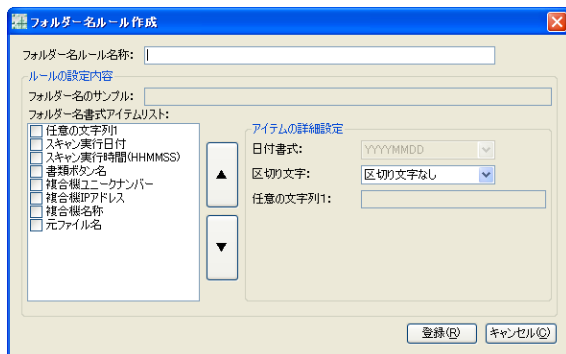 フォルダー名ルール作成
フォルダー名ルール名称:
ルールの設定内容
フォルダー名のサンプル:
フォルダー名書式アイテムリスト:
任意の文字列1
スキャン実行日付
スキャン実行時間(HHMMSS)
書類ボタン名
複合機ユニークナンバー
複合機IPアドレス
複合機名称
元ファイル名
▲
▼
アイテムの詳細設定
日付書式: YYYYMMDD
区切り文字: 区切り文字なし
任意の文字列1:
登録(R) キャンセル(C)